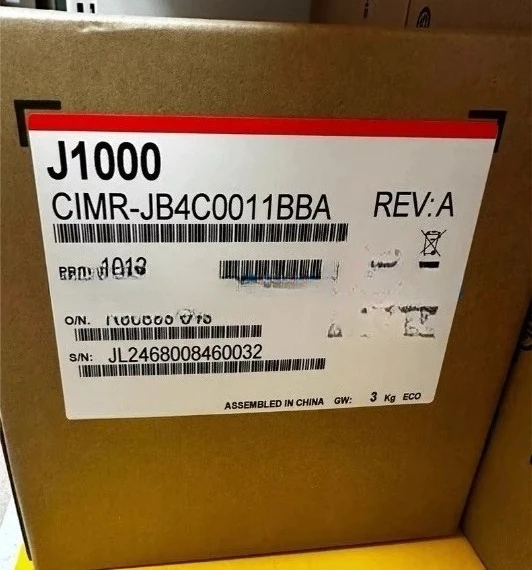 J1000
CIMR-JB4C0011BBA REV:A
O/N.
S/N: JL2468008460032
ASSEMBLED IN CHINA GW: 3 Kg ECO